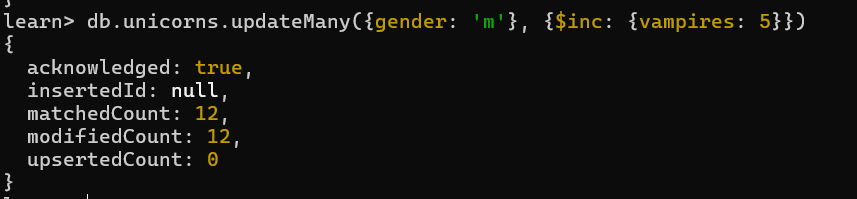 learn> db.unicorns.updateMany({gender: 'm'}, {$inc: {vampires: 5}})
{
  acknowledged: true,
  insertedId: null,
  matchedCount: 12,
  modifiedCount: 12,
  upsertedCount: 0
}